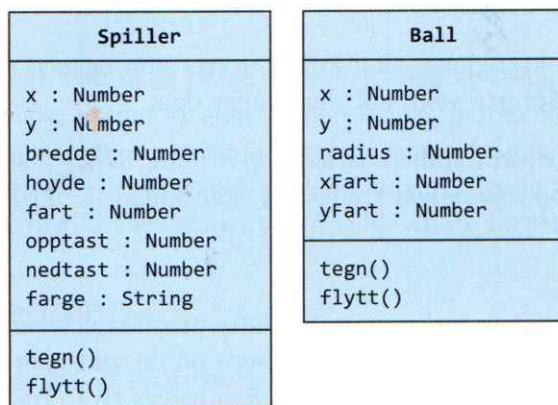 Spiller
x : Number
y : Number
bredde : Number
hoyde : Number
fart : Number
opptast : Number
nedtast : Number
farge : String
tegn()
flytt()
Ball
x : Number
y : Number
radius : Number
xFart : Number
yFart : Number
tegn()
flytt()